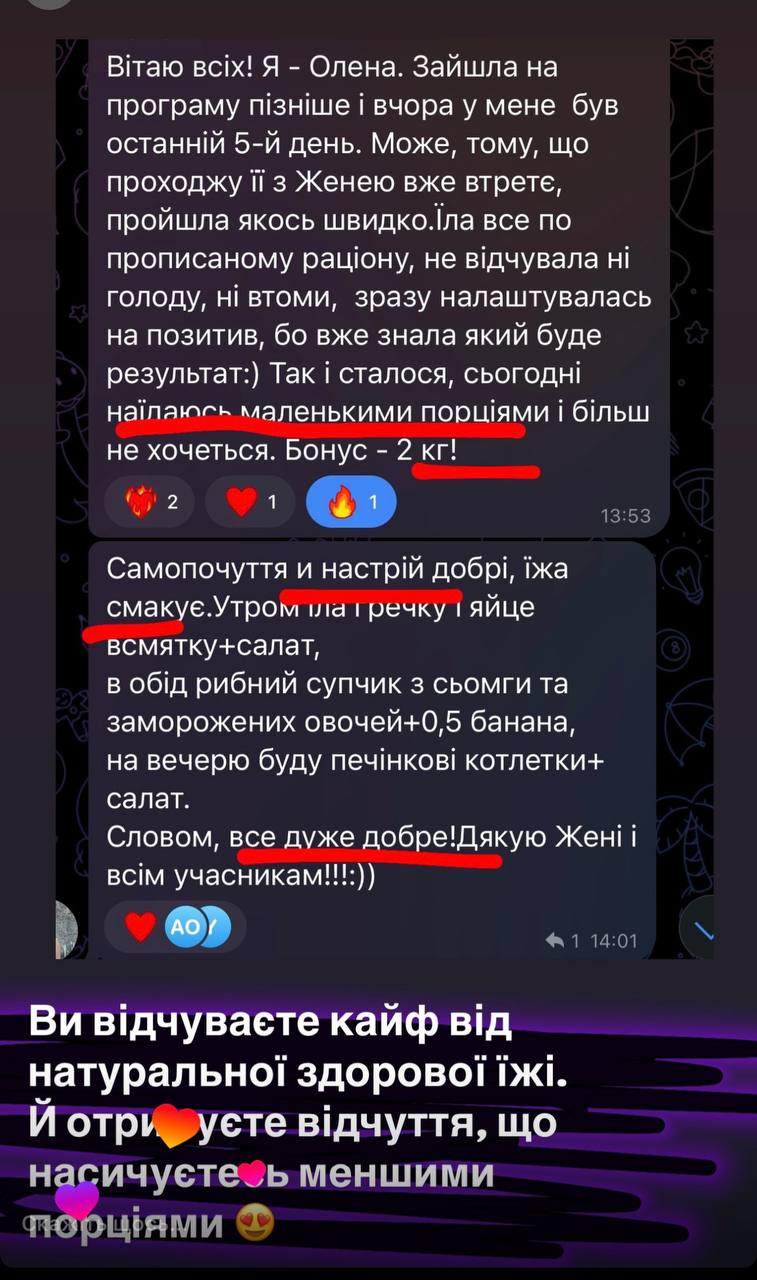 Вітаю всіх! Я - Олена. Зайшла на
програму пізніше і вчора у мене був
останній 5-й день. Може, тому, що
проходжу її з Женею вже втретє,
пройшла якось швидко.Їла все по
прописаному раціону, не відчувала ні
голоду, ні втоми, зразу налаштувалась
на позитив, бо вже знала який буде
результат:) Так і сталося, сьогодні
наїдаюсь маленькими порціями і більш
не хочеться. Бонус - 2 кг!
2 1 1
13:53
Самопочуття и настрій добрі, їжа
смакує.Утром їла гречку і яйце
всмятку+салат,
в обід рибний супчик з сьомги та
заморожених овочей+0,5 банана,
на вечерю буду печінкові котлетки+
салат.
Словом, все дуже добре!Дякую Жені і
всім учасникам!!!:))
АО
1 14:01
Ви відчуваєте кайф від
натуральної здорової їжі.
Й отримуєте відчуття, що
насичуєтесь меншими
порціями
Скажіть щось...